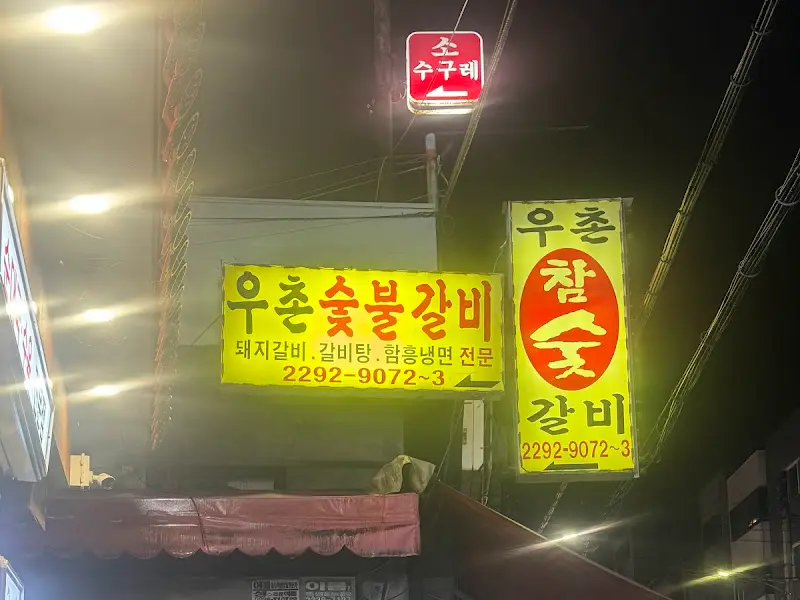 소
수구레
우촌숯불갈비
돼지갈비.갈비탕.함흥냉면 전문
2292-9072~3
우촌
참
숯
갈비
2292-9072~3